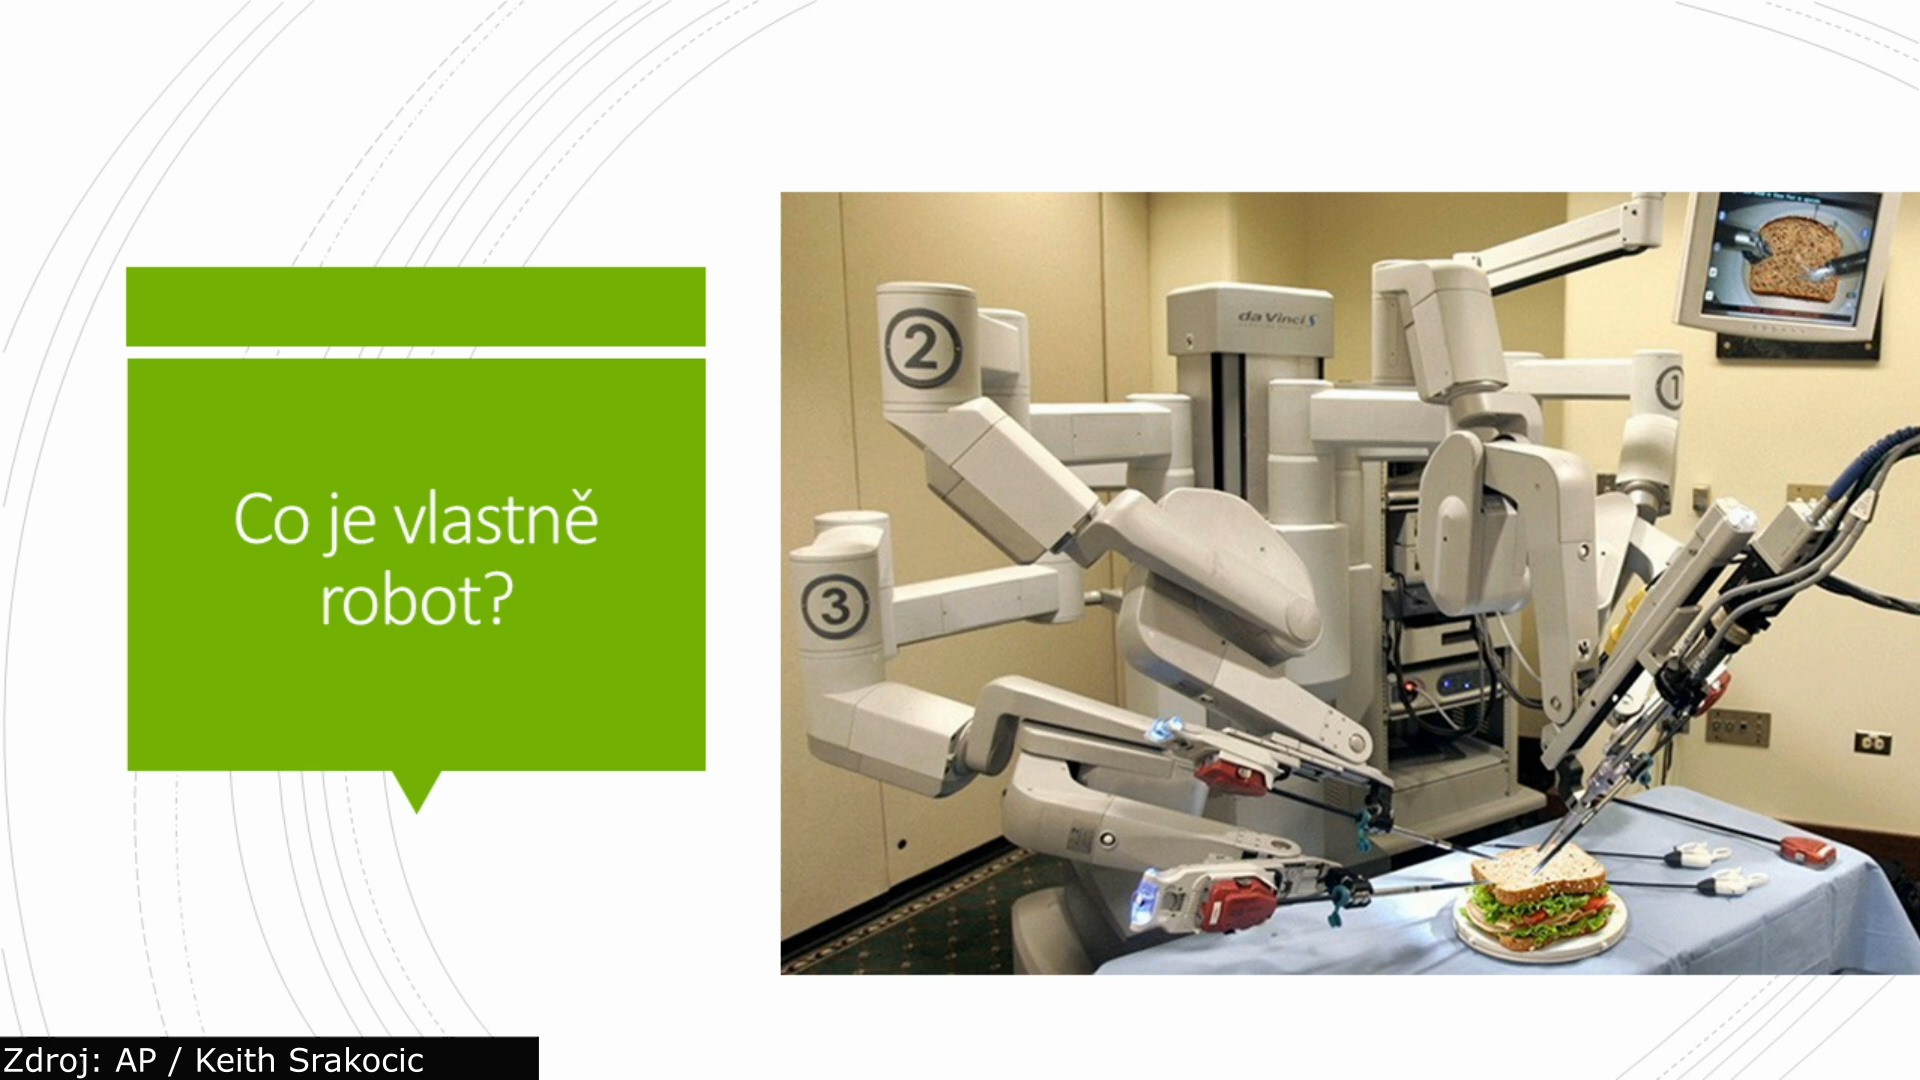 Co je vlastně
robot?
2
da Vinci S
1
3
Zdroj: AP / Keith Srakocic